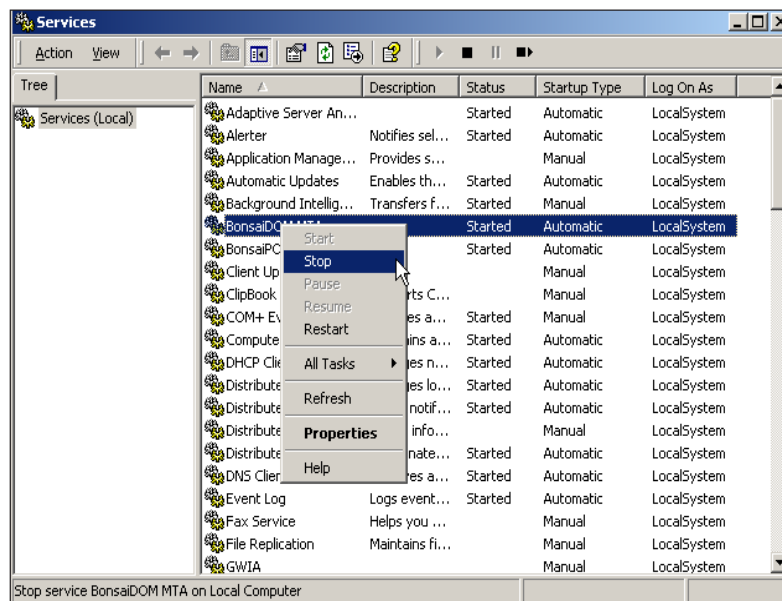 Services
Action View
Tree
Services (Local)
Name Description Status Startup Type Log On As
Adaptive Server An... Started Automatic LocalSystem
Alerter Notifies sel... Started Automatic LocalSystem
Application Manage... Provides s... Manual LocalSystem
Automatic Updates Enables th... Started Automatic LocalSystem
Background Intellig... Transfers f... Started Manual LocalSystem
BonsaiDOM MTA Started Automatic LocalSystem
BonsaiPO Started Automatic LocalSystem
Client Up Manual LocalSystem
ClipBook rts C... Manual LocalSystem
COM+ Ev es a... Started Manual LocalSystem
Compute ins a... Started Automatic LocalSystem
DHCP Clie ges n... Started Automatic LocalSystem
Distribute ges lo... Started Automatic LocalSystem
Distribute notif... Started Automatic LocalSystem
Distribute info... Manual LocalSystem
Distribute nate... Started Automatic LocalSystem
DNS Clien ves a... Started Automatic LocalSystem
Event Log Logs event... Started Automatic LocalSystem
Fax Service Helps you ... Manual LocalSystem
File Replication Maintains fi... Manual LocalSystem
GWIA Manual LocalSystem
Start
Stop
Pause
Resume
Restart
All Tasks
Refresh
Properties
Help
Stop service BonsaiDOM MTA on Local Computer